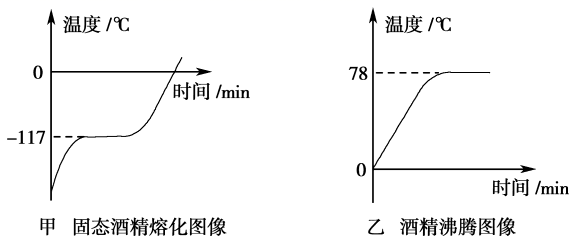 温度 /℃
0
时间 /min
−117
甲 固态酒精熔化图像
温度 /℃
78
0
时间 /min
乙 酒精沸腾图像